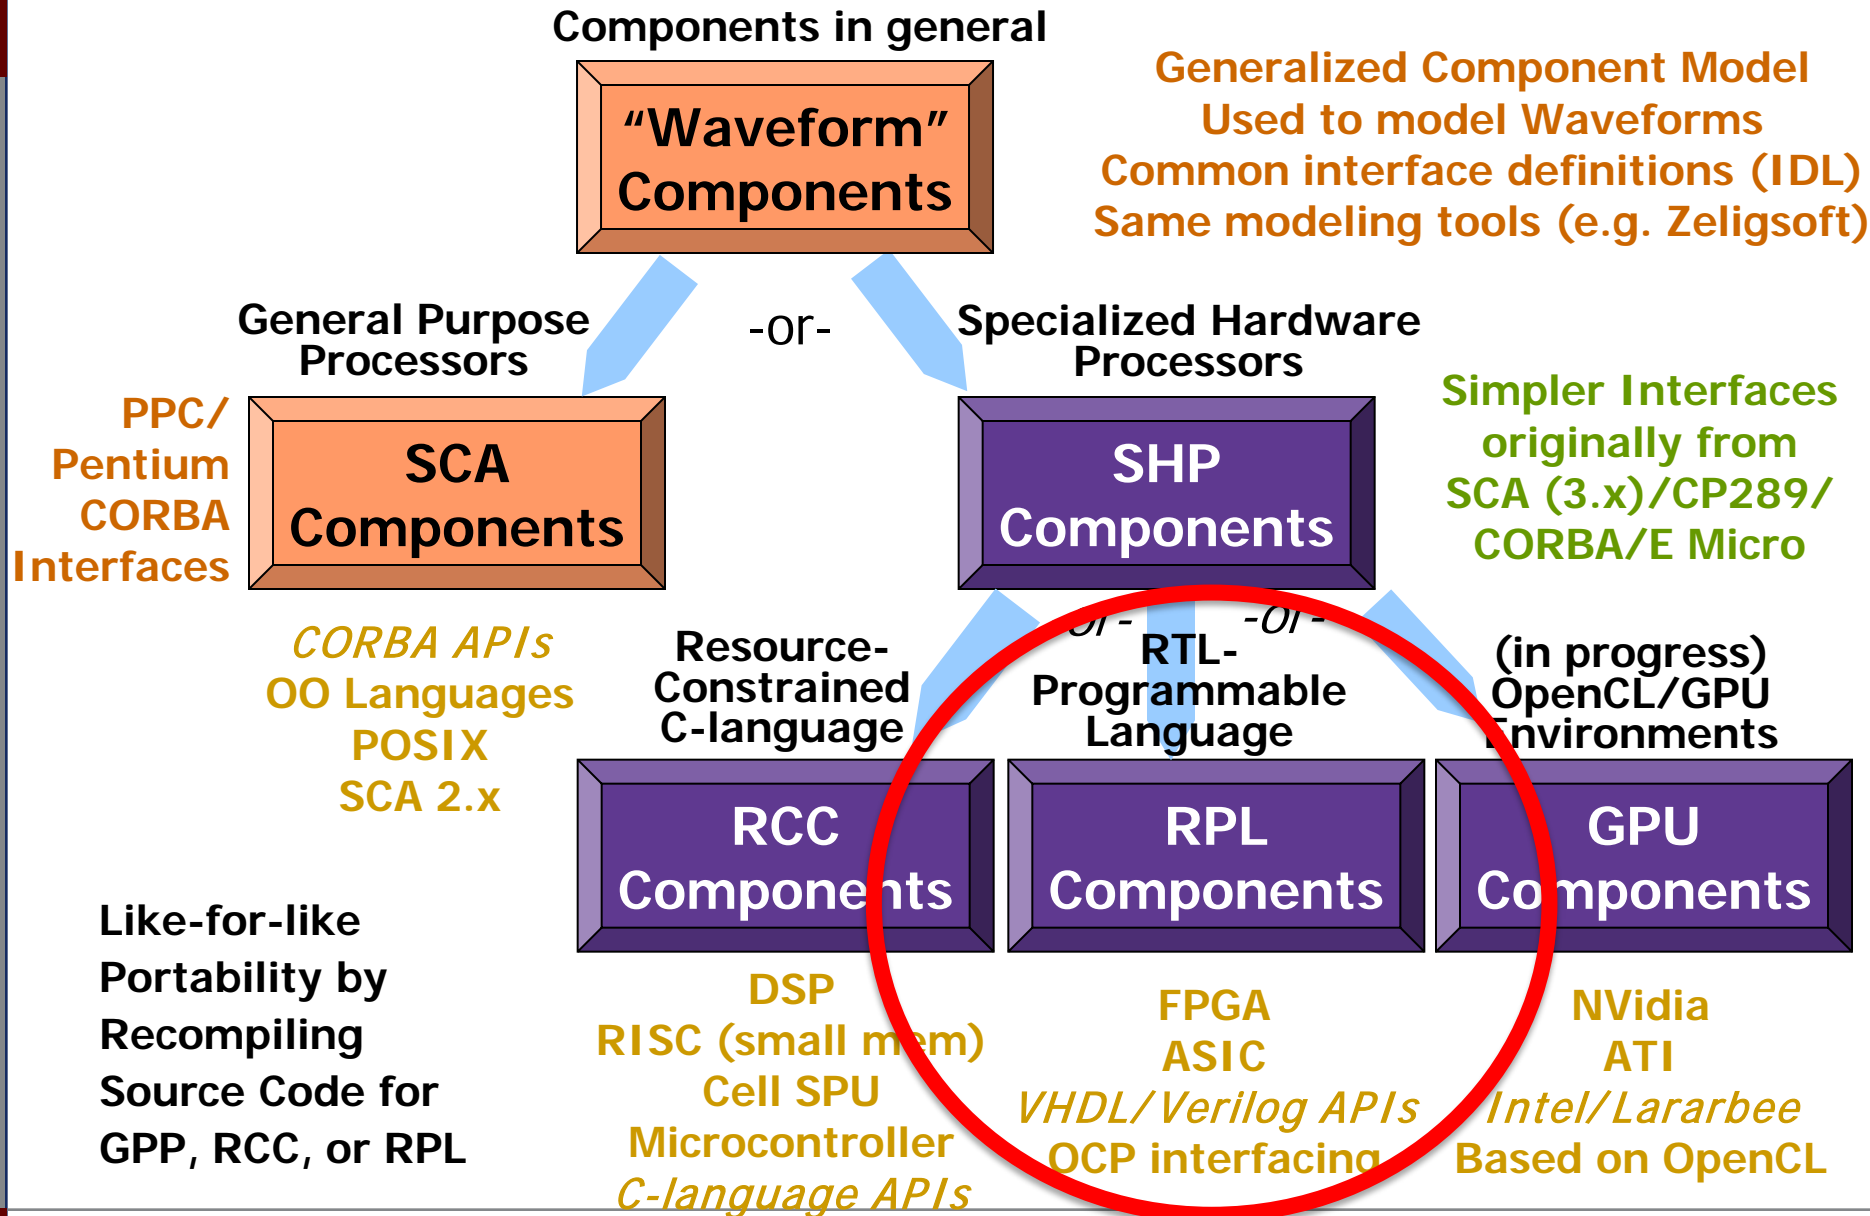 Components in general
“Waveform”
Components
Generalized Component Model
Used to model Waveforms
Common interface definitions (IDL)
Same modeling tools (e.g. Zeligsoft)
General Purpose
Processors
-or-
Specialized Hardware
Processors
PPC/
Pentium
CORBA
Interfaces
SCA
Components
SHP
Components
Simpler Interfaces
originally from
SCA (3.x)/CP289/
CORBA/E Micro
CORBA APIs
OO Languages
POSIX
SCA 2.x
-or-
-or-
Resource-
Constrained
C-language
RTL-
Programmable
Language
(in progress)
OpenCL/GPU
Environments
RCC
Components
RPL
Components
GPU
Components
Like-for-like
Portability by
Recompiling
Source Code for
GPP, RCC, or RPL
DSP
RISC (small mem)
Cell SPU
Microcontroller
C-language APIs
FPGA
ASIC
VHDL/Verilog APIs
OCP interfacing
NVidia
ATI
Intel/Lararbee
Based on OpenCL